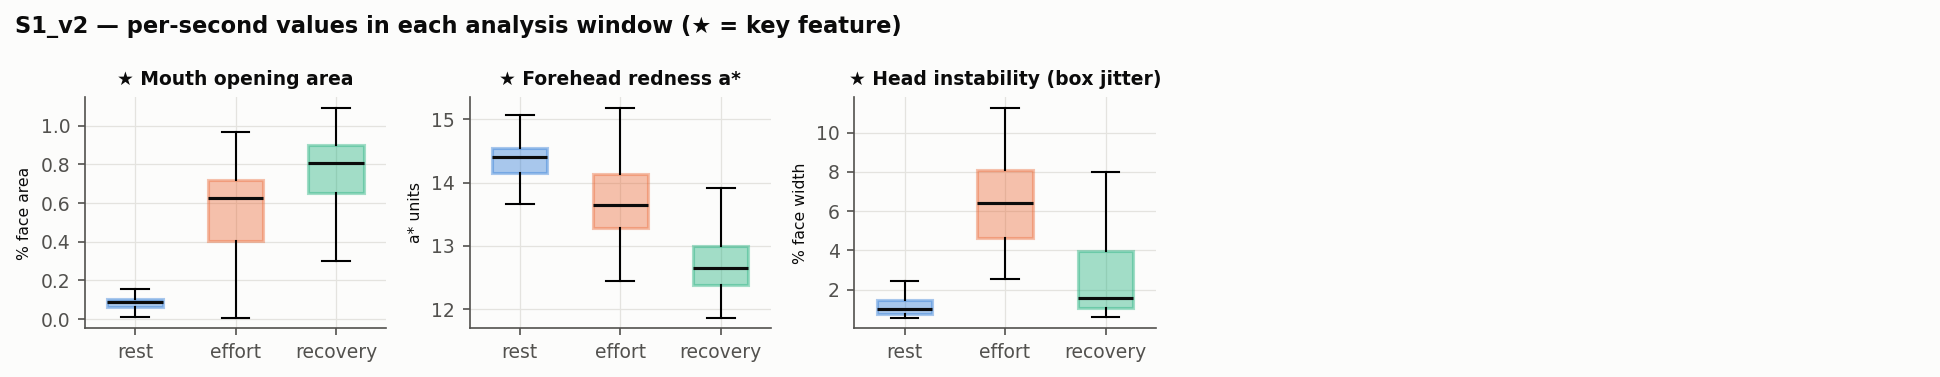 S1_v2 — per-second values in each analysis window (★ = key feature)
★ Mouth opening area
% face area
1.0
0.8
0.6
0.4
0.2
0.0
rest effort recovery
★ Forehead redness a*
a* units
15
14
13
12
rest effort recovery
★ Head instability (box jitter)
% face width
10
8
6
4
2
rest effort recovery